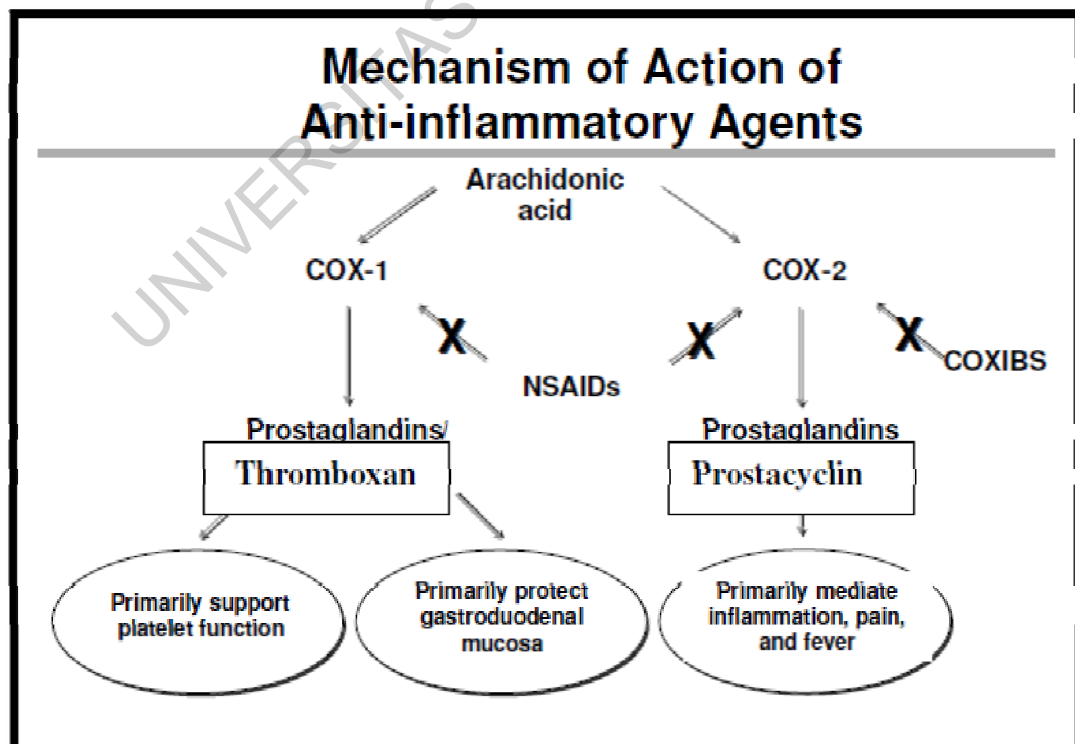 UNIVERSITAS
Mechanism of Action of
Anti-inflammatory Agents
Arachidonic
acid
COX-1
COX-2
X
X
X
NSAIDs
COXIBS
Prostaglandins/
Thromboxan
Prostaglandins
Prostacyclin
Primarily support
platelet function
Primarily protect
gastroduodenal
mucosa
Primarily mediate
inflammation, pain,
and fever